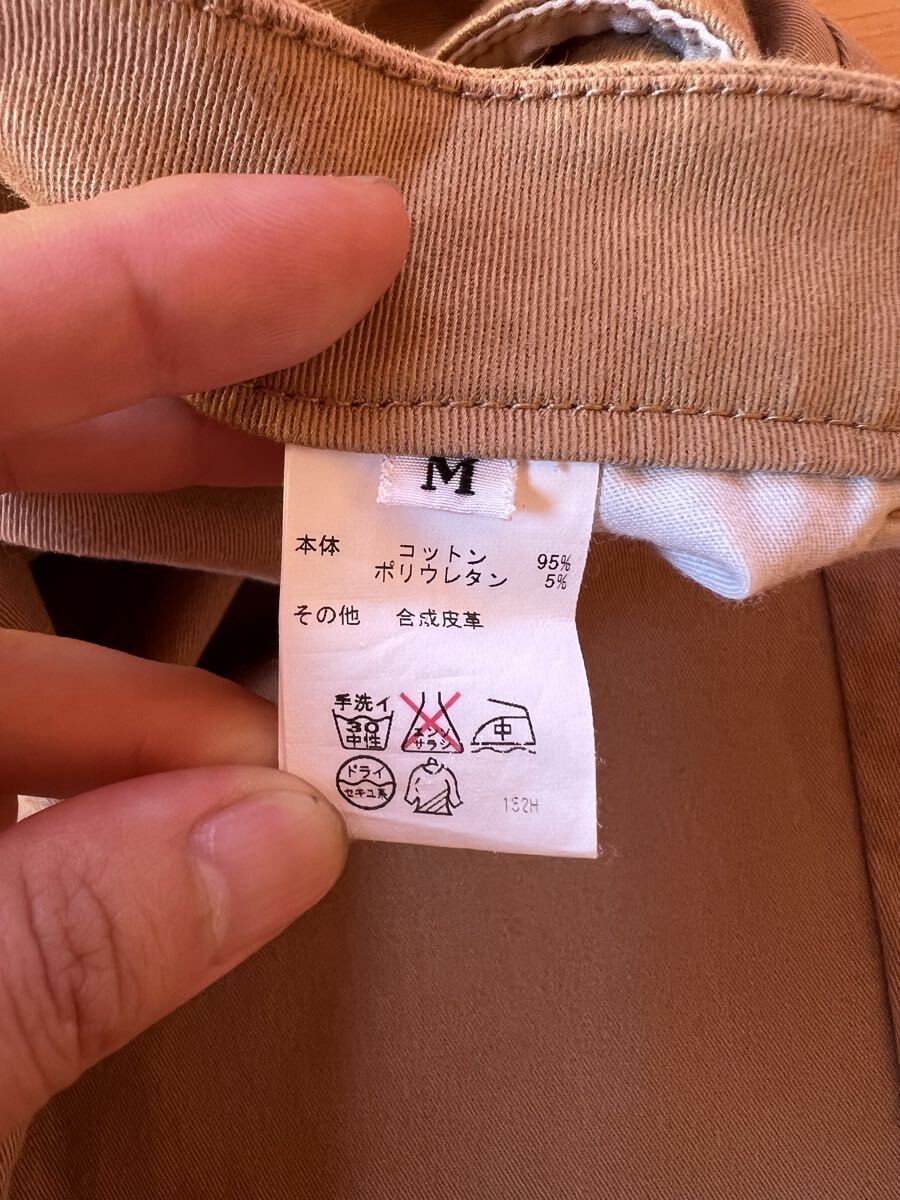 M
本体 コットン 95%
ポリウレタン 5%
その他 合成皮革
手洗イ
30
中性
エンソ
サラシ
中
ドライ
セキユ系
152H